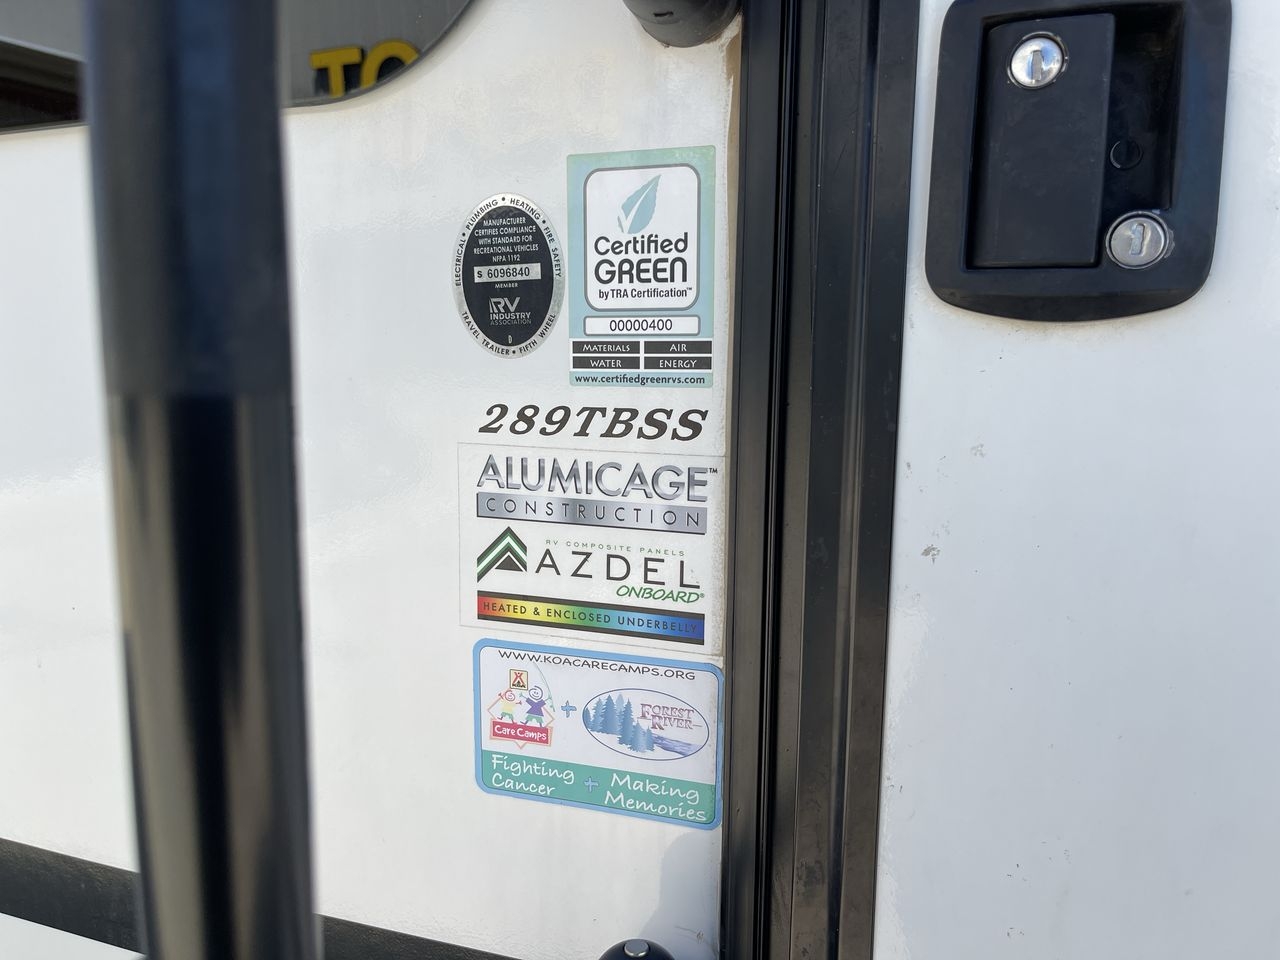 TO
ELECTRICAL • PLUMBING • HEATING • FIRE SAFETY
MANUFACTURER
CERTIFIES COMPLIANCE
WITH STANDARD FOR
RECREATIONAL VEHICLES
NFPA 1192
S 6096840
MEMBER
RV
INDUSTRY
ASSOCIATION
D
TRAVEL TRAILER • FIFTH WHEEL
Certified
GREEN
by TRA Certification™
00000400
MATERIALS AIR
WATER ENERGY
www.certifiedgreenrvs.com
289TBSS
ALUMICAGE™
CONSTRUCTION
RV COMPOSITE PANELS
AZDEL
ONBOARD®
HEATED & ENCLOSED UNDERBELLY
WWW.KOACARECAMPS.ORG
Care Camps
+
FOREST
RIVER
Fighting
Cancer
+
Making
Memories